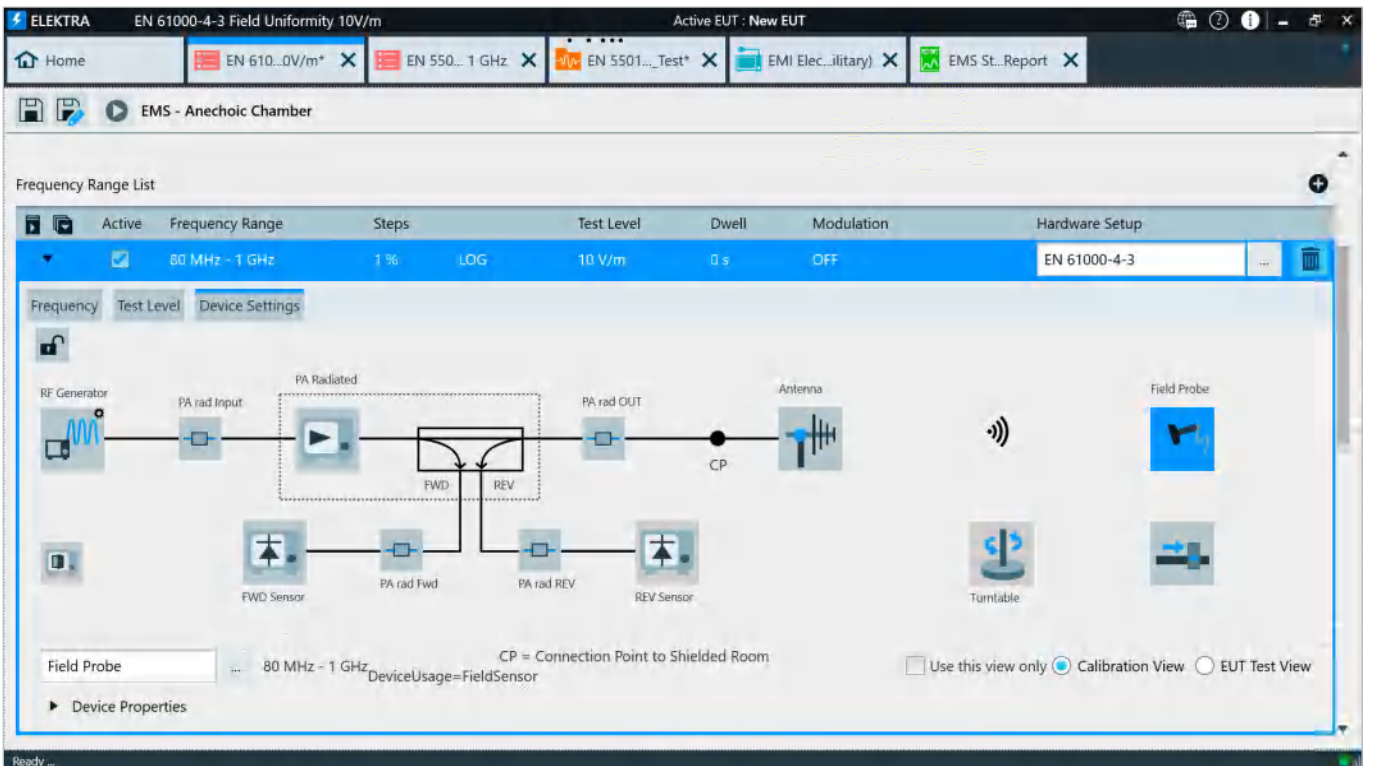 ELEKTRA EN 61000-4-3 Field Uniformity 10V/m Active EUT : New EUT
Home EN 610...0V/m* EN 550... 1 GHz EN 5501..._Test* EMI Elec...ilitary) EMS St...Report
EMS - Anechoic Chamber
Frequency Range List
Active Frequency Range Steps Test Level Dwell Modulation Hardware Setup
80 MHz - 1 GHz 1 % LOG 10 V/m 0 s OFF EN 61000-4-3 ...
Frequency Test Level Device Settings
RF Generator PA rad Input PA Radiated PA rad OUT Antenna Field Probe
CP
FWD REV
FWD Sensor PA rad Fwd PA rad REV REV Sensor Turntable
Field Probe ... 80 MHz - 1 GHz DeviceUsage=FieldSensor CP = Connection Point to Shielded Room Use this view only Calibration View EUT Test View
Device Properties
Ready ...